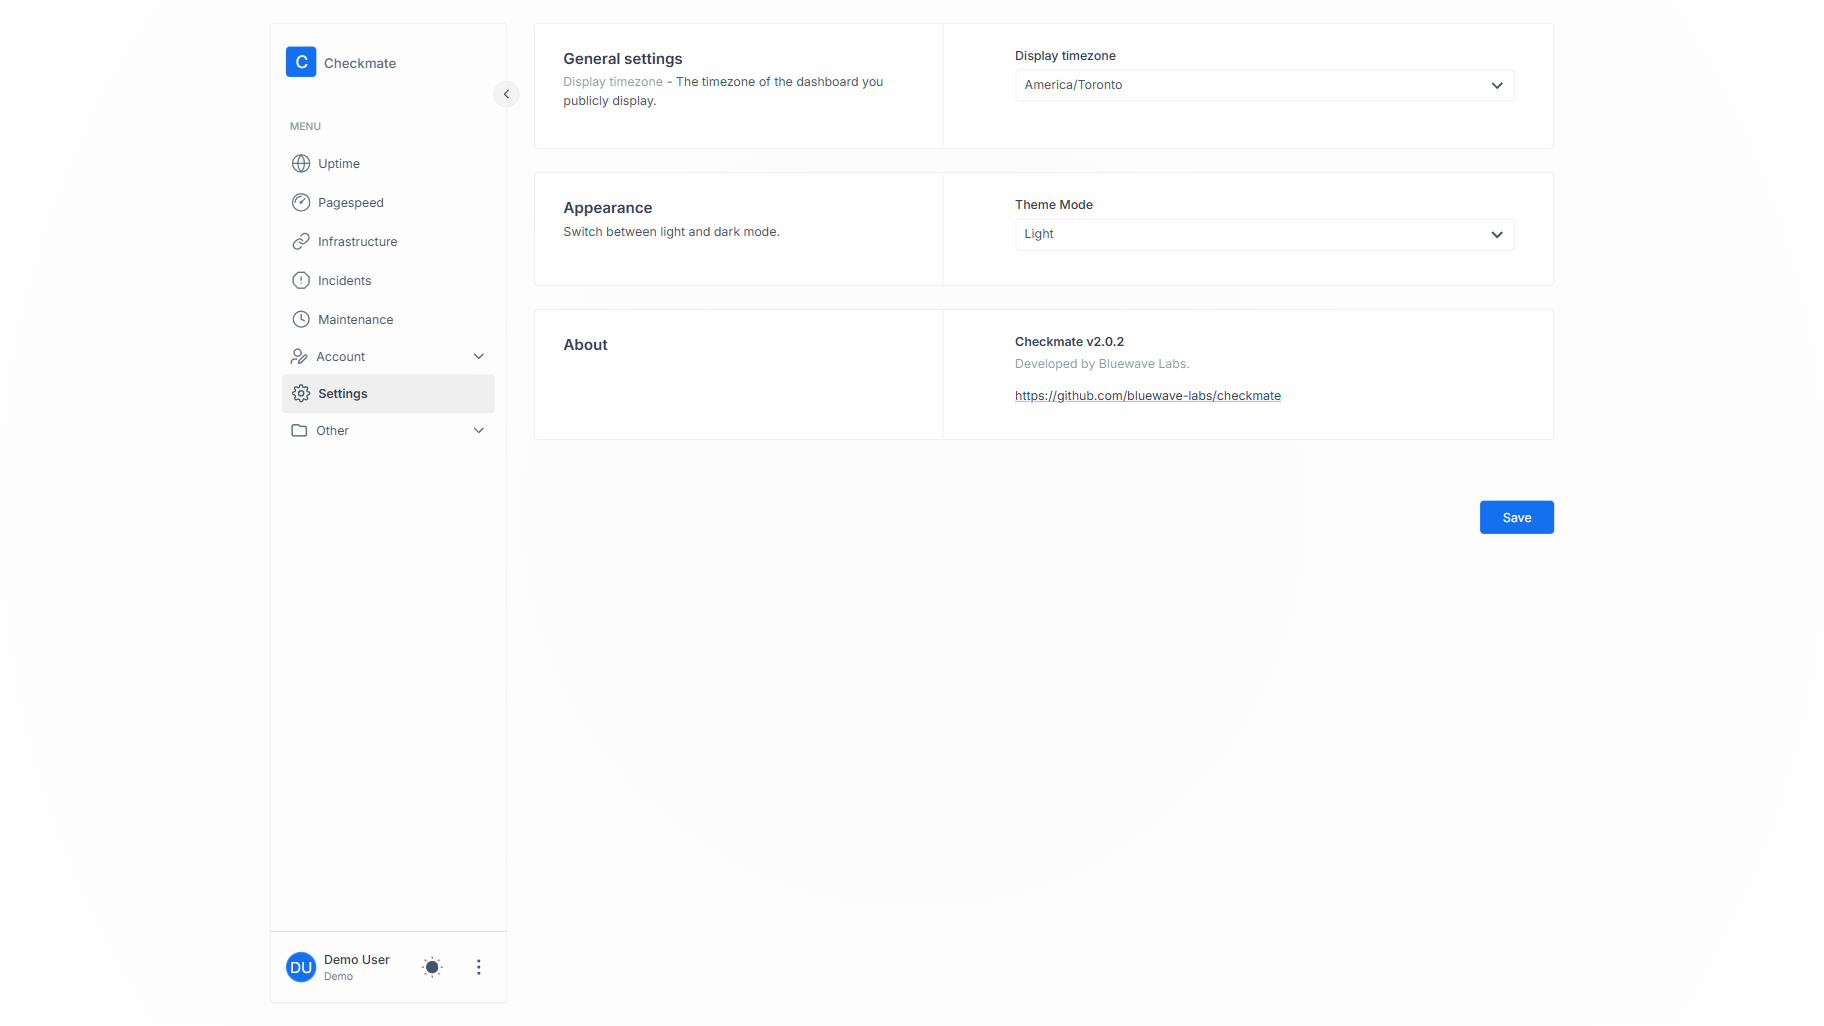 C
Checkmate
MENU
Uptime
Pagespeed
Infrastructure
Incidents
Maintenance
Account
Settings
Other
DU
Demo User
Demo
General settings
Display timezone - The timezone of the dashboard you
publicly display.
Display timezone
America/Toronto
Appearance
Switch between light and dark mode.
Theme Mode
Light
About
Checkmate v2.0.2
Developed by Bluewave Labs.
https://github.com/bluewave-labs/checkmate
Save